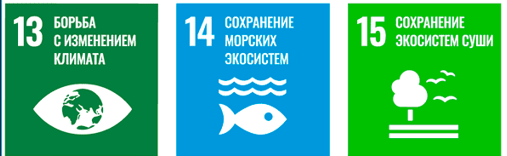 13 БОРЬБА
С ИЗМЕНЕНИЕМ
КЛИМАТА
14 СОХРАНЕНИЕ
МОРСКИХ
ЭКОСИСТЕМ
15 СОХРАНЕНИЕ
ЭКОСИСТЕМ СУШИ